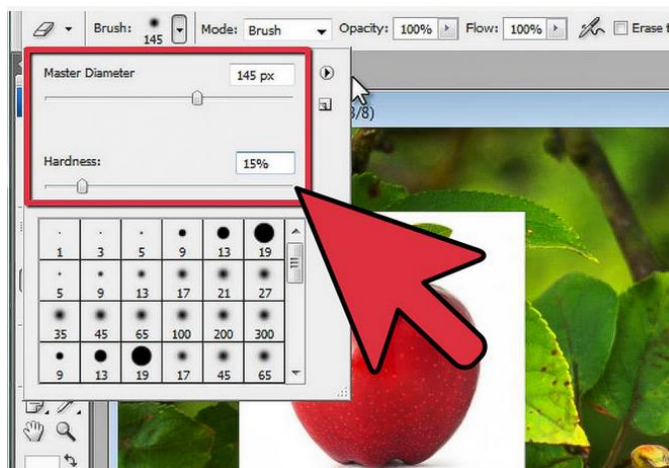 Brush: 145 Mode: Brush Opacity: 100% Flow: 100% Erase t
Master Diameter 145 px
/8)
Hardness: 15%
1 3 5 9 13 19
5 9 13 17 21 27
35 45 65 100 200 300
9 13 19 17 45 65